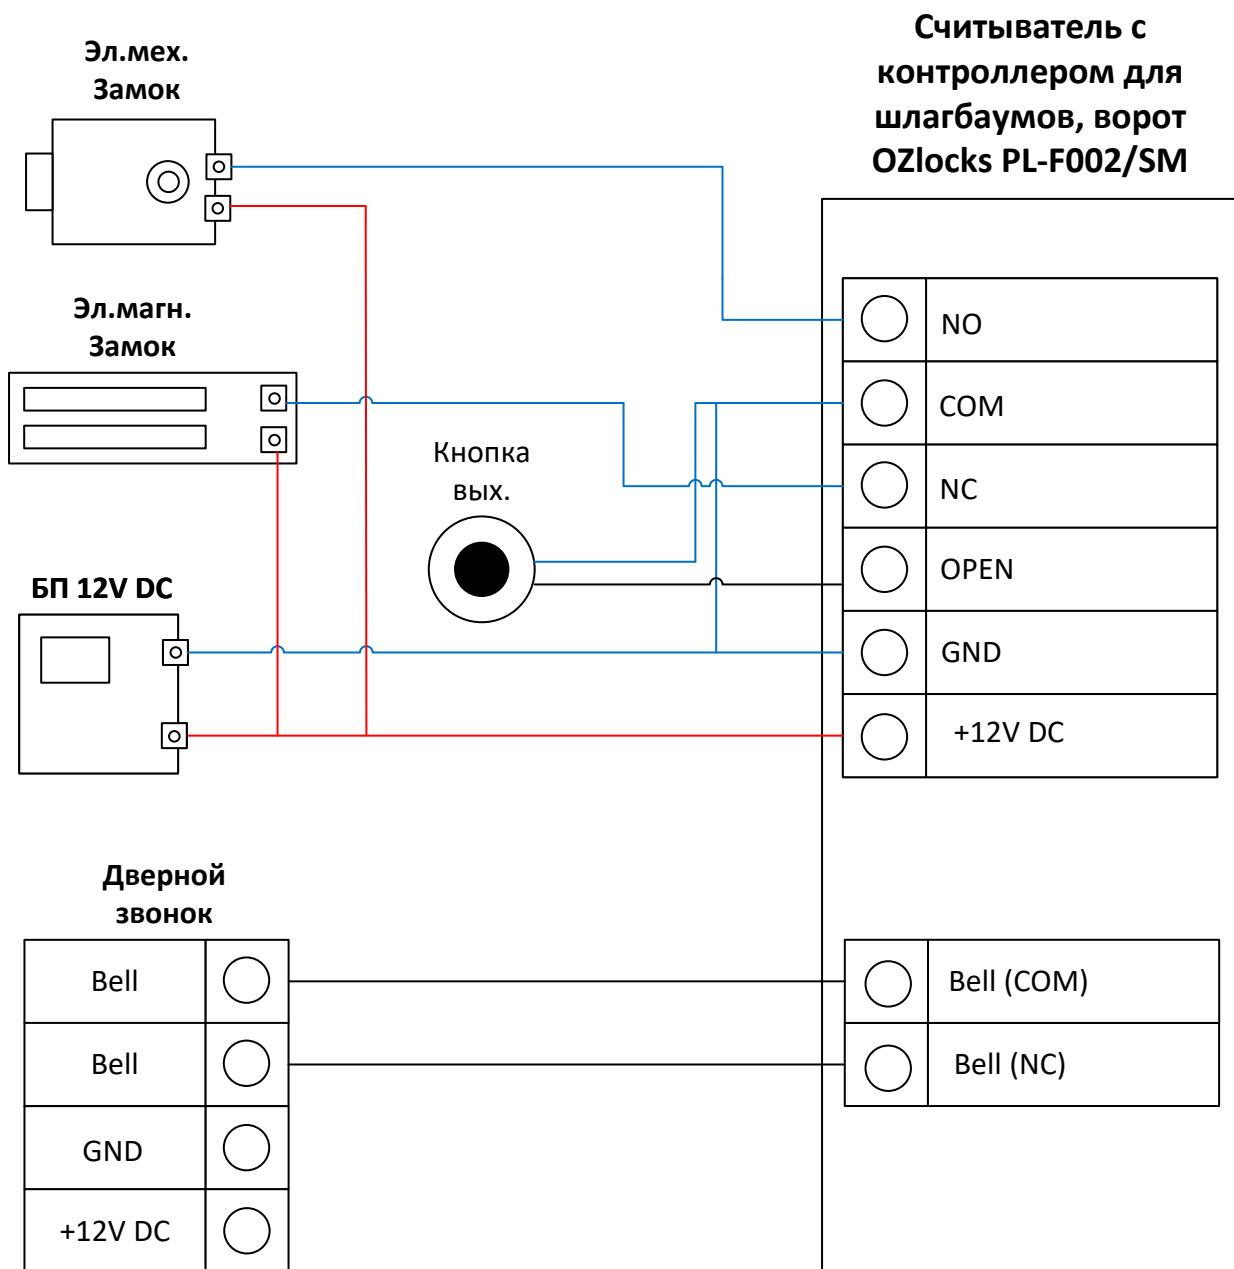 Эл.мех.
Замок
Считыватель с
контроллером для
шлагбаумов, ворот
OZlocks PL-F002/SM
Эл.магн.
Замок
Кнопка
вых.
БП 12V DC
NO
COM
NC
OPEN
GND
+12V DC
Дверной
звонок
Bell
Bell
GND
+12V DC
Bell (COM)
Bell (NC)